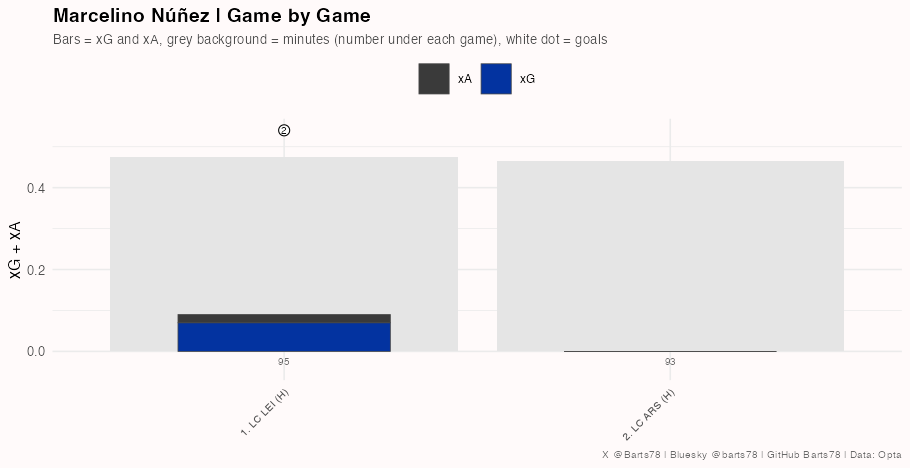 Marcelino Núñez | Game by Game
Bars = xG and xA, grey background = minutes (number under each game), white dot = goals
xA xG
2
xG + xA
0.4
0.2
0.0
95 93
1. LC LEI (H) 2. LC ARS (H)
X @Barts78 | Bluesky @barts78 | GitHub Barts78 | Data: Opta